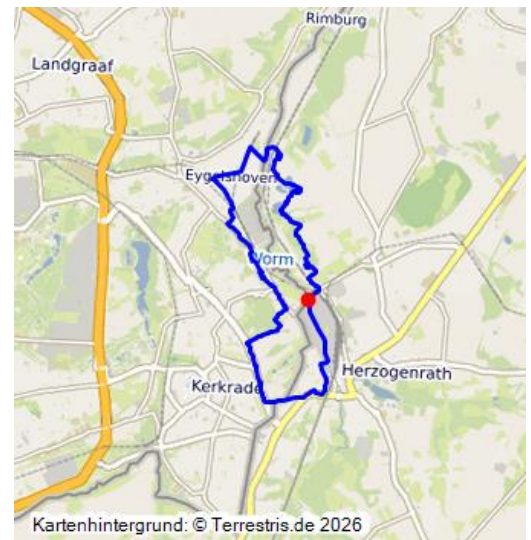 Rimburg
Landgraaf
Eygelshoven
Worm
Herzogenrath
Kerkrade
Kartenhintergrund: © Terrestris.de 2026